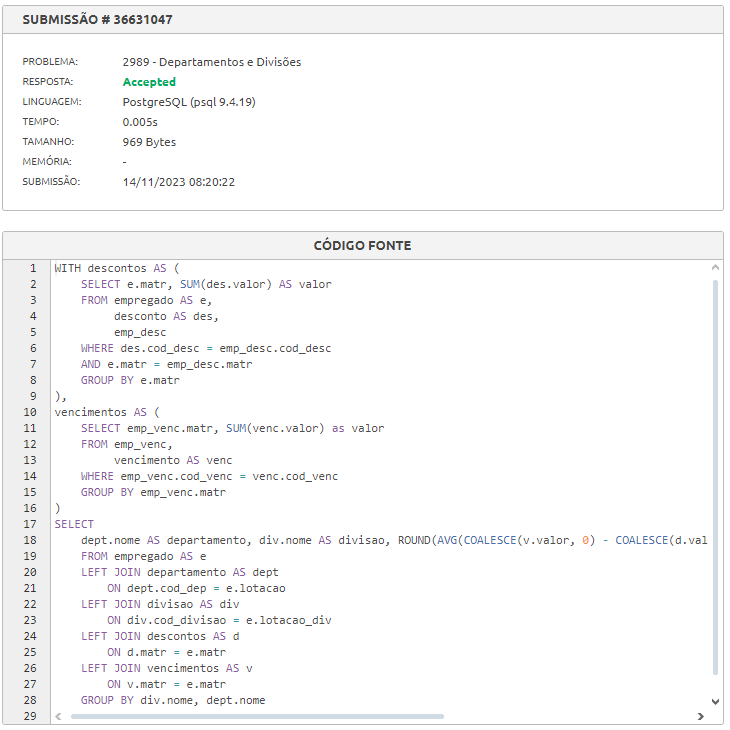 SUBMISSÃO # 36631047
PROBLEMA: 2989 - Departamentos e Divisões
RESPOSTA: Accepted
LINGUAGEM: PostgreSQL (psql 9.4.19)
TEMPO: 0.005s
TAMANHO: 969 Bytes
MEMÓRIA: -
SUBMISSÃO: 14/11/2023 08:20:22
CÓDIGO FONTE
1 WITH descontos AS (
2     SELECT e.matr, SUM(des.valor) AS valor
3     FROM empregado AS e,
4          desconto AS des,
5          emp_desc
6     WHERE des.cod_desc = emp_desc.cod_desc
7     AND e.matr = emp_desc.matr
8     GROUP BY e.matr
9 ),
10 vencimentos AS (
11     SELECT emp_venc.matr, SUM(venc.valor) as valor
12     FROM emp_venc,
13          vencimento AS venc
14     WHERE emp_venc.cod_venc = venc.cod_venc
15     GROUP BY emp_venc.matr
16 )
17 SELECT
18     dept.nome AS departamento, div.nome AS divisao, ROUND(AVG(COALESCE(v.valor, 0) - COALESCE(d.val
19     FROM empregado AS e
20     LEFT JOIN departamento AS dept
21         ON dept.cod_dep = e.lotacao
22     LEFT JOIN divisao AS div
23         ON div.cod_divisao = e.lotacao_div
24     LEFT JOIN descontos AS d
25         ON d.matr = e.matr
26     LEFT JOIN vencimentos AS v
27         ON v.matr = e.matr
28     GROUP BY div.nome, dept.nome
29